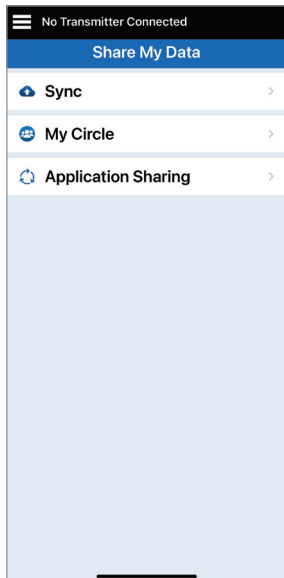 No Transmitter Connected
Share My Data
Sync
My Circle
Application Sharing